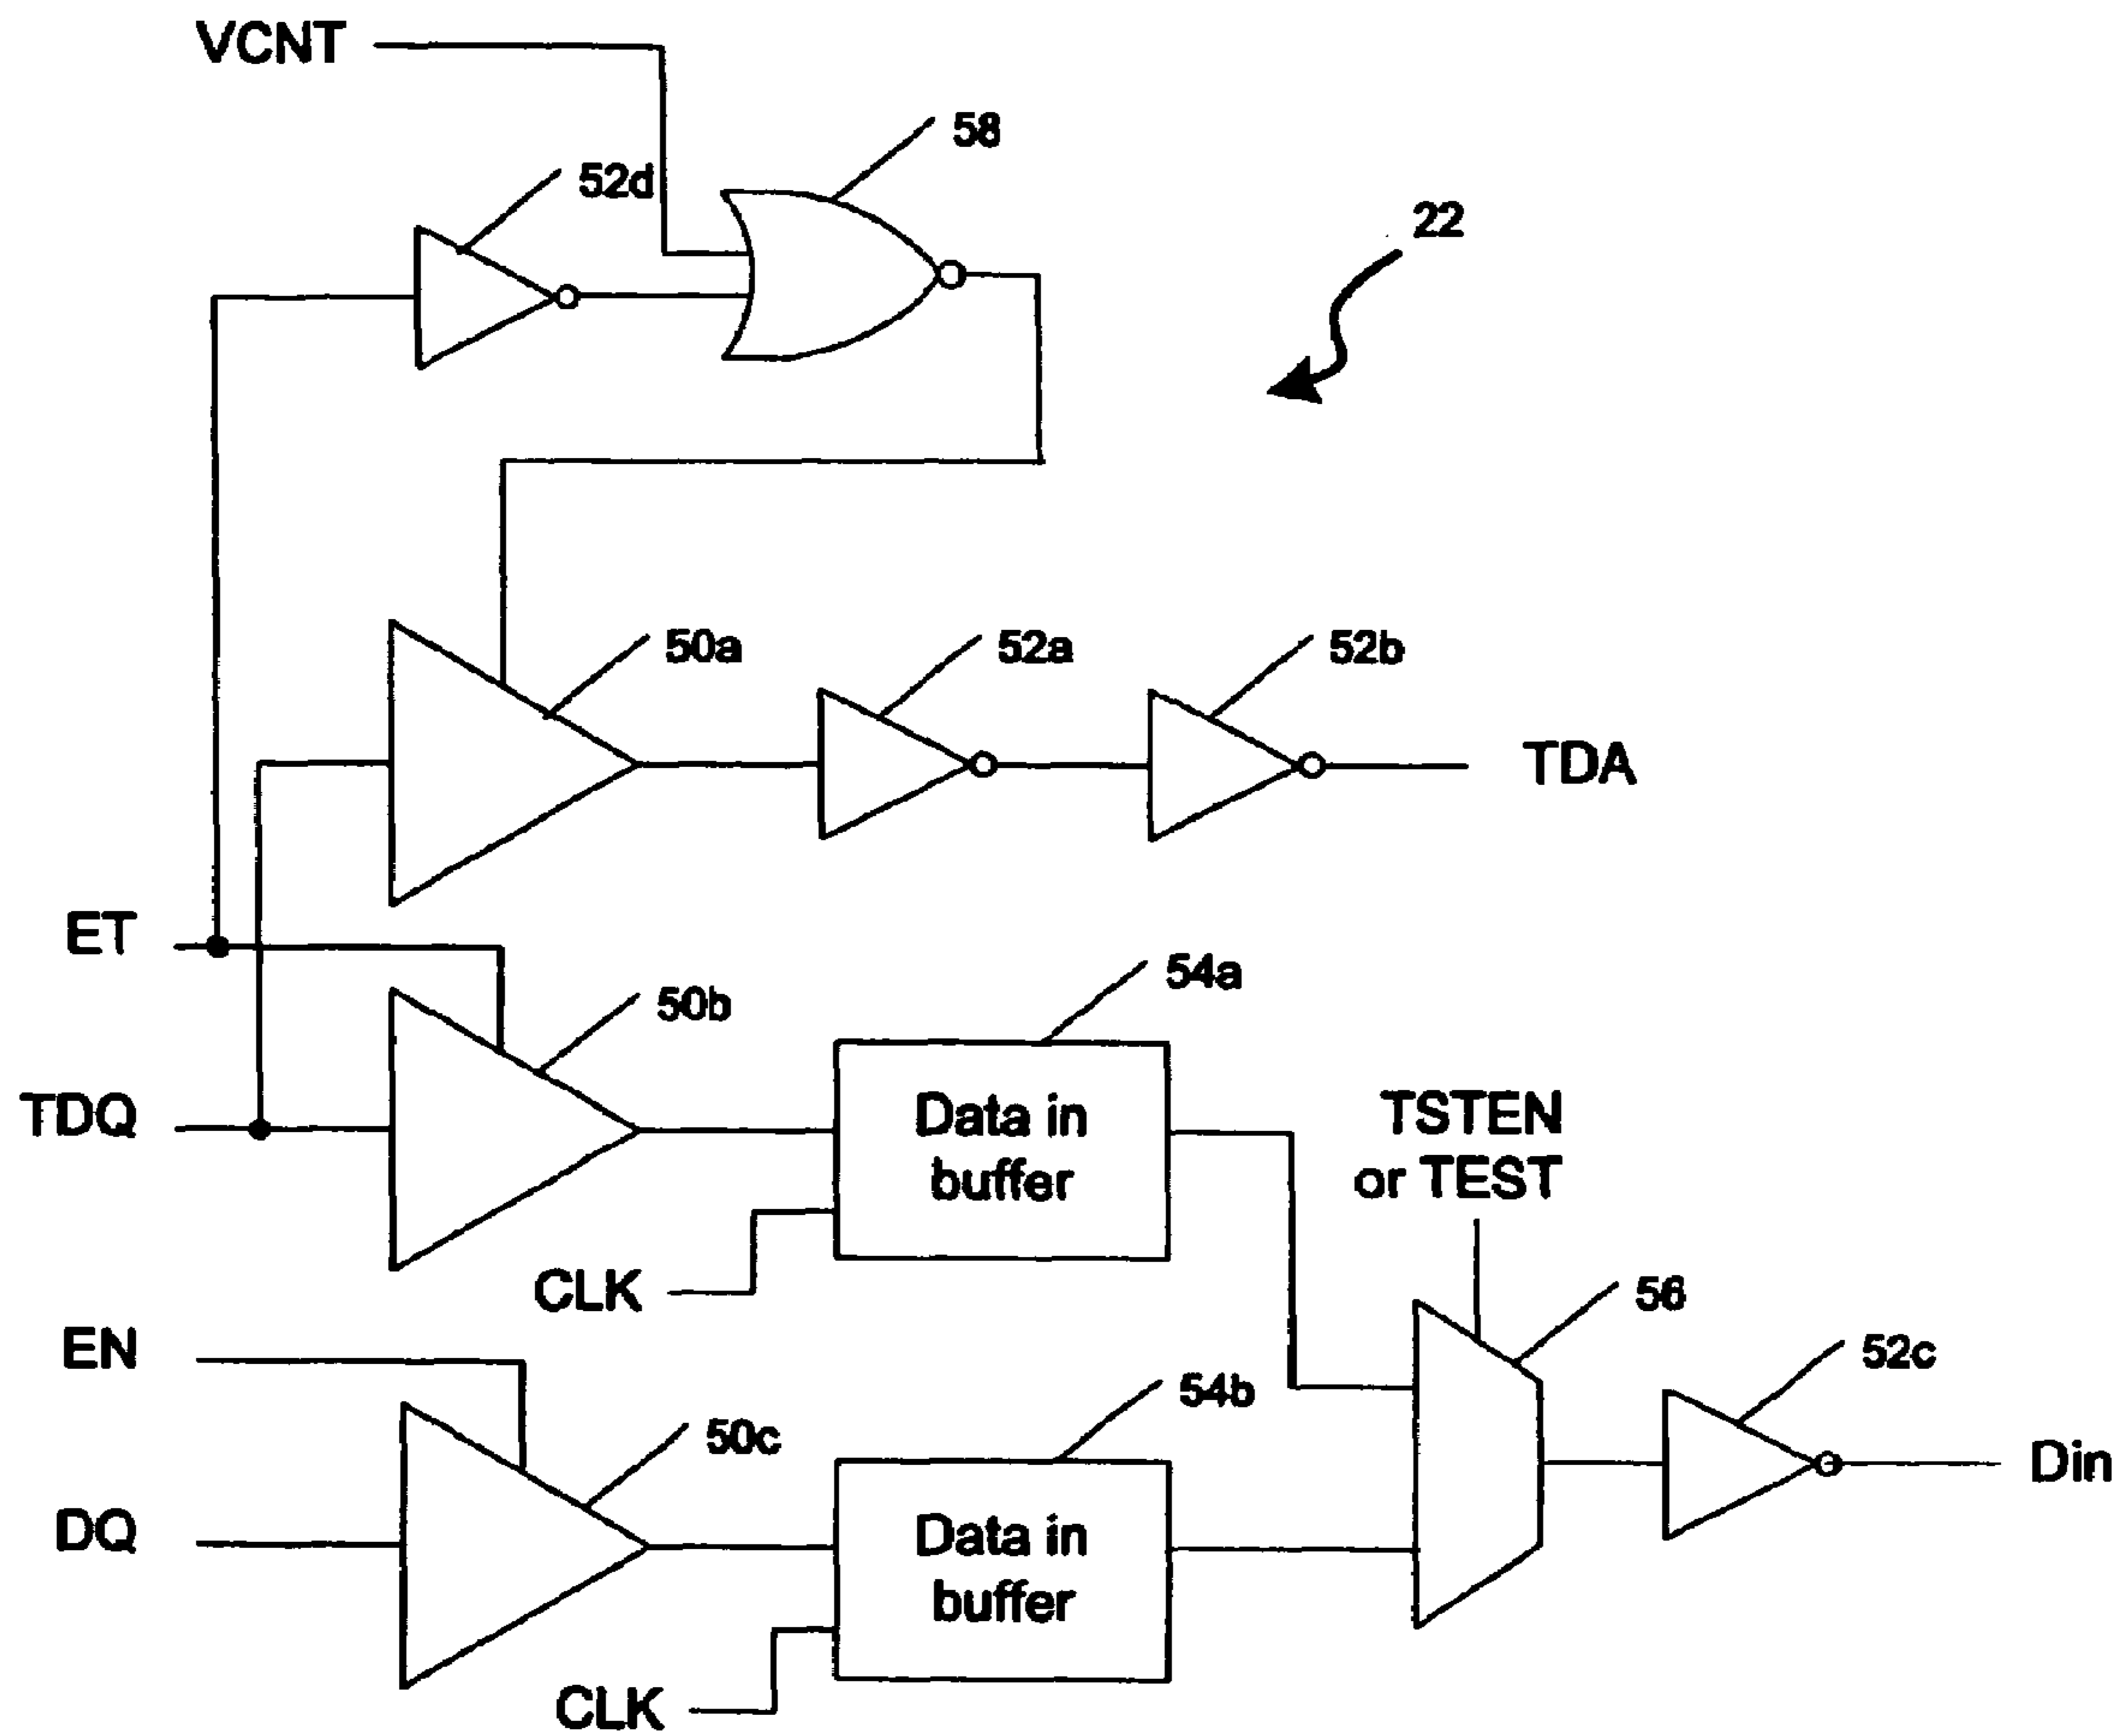 VCNT
58
52d
22
50a
52a
52b
TDA
ET
54a
50b
TDQ
Data in
buffer
TSTEN
or TEST
CLK
56
EN
52c
54b
50c
Din
DQ
Data in
buffer
CLK